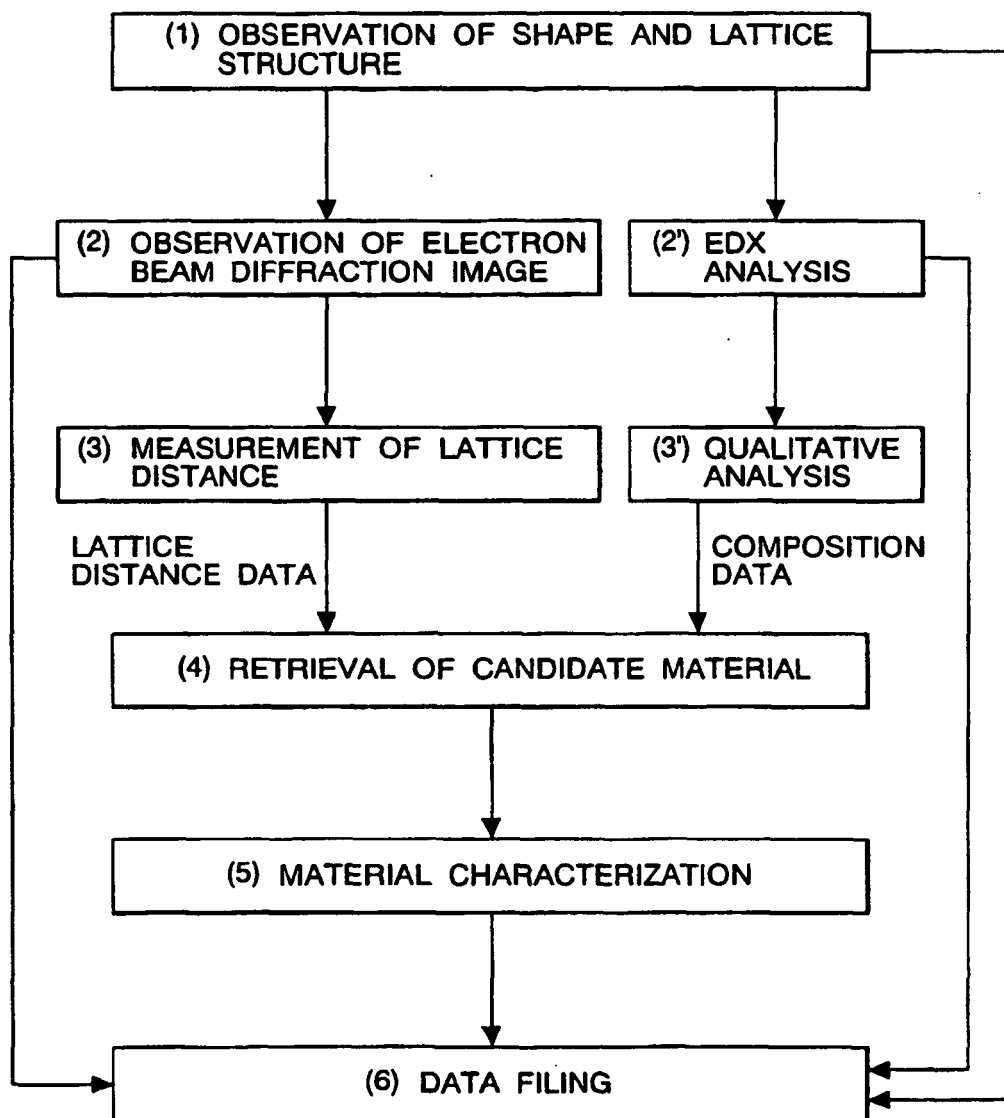 (1) OBSERVATION OF SHAPE AND LATTICE
STRUCTURE
(2) OBSERVATION OF ELECTRON
BEAM DIFFRACTION IMAGE
(2') EDX
ANALYSIS
(3) MEASUREMENT OF LATTICE
DISTANCE
(3') QUALITATIVE
ANALYSIS
LATTICE
DISTANCE DATA
COMPOSITION
DATA
(4) RETRIEVAL OF CANDIDATE MATERIAL
(5) MATERIAL CHARACTERIZATION
(6) DATA FILING